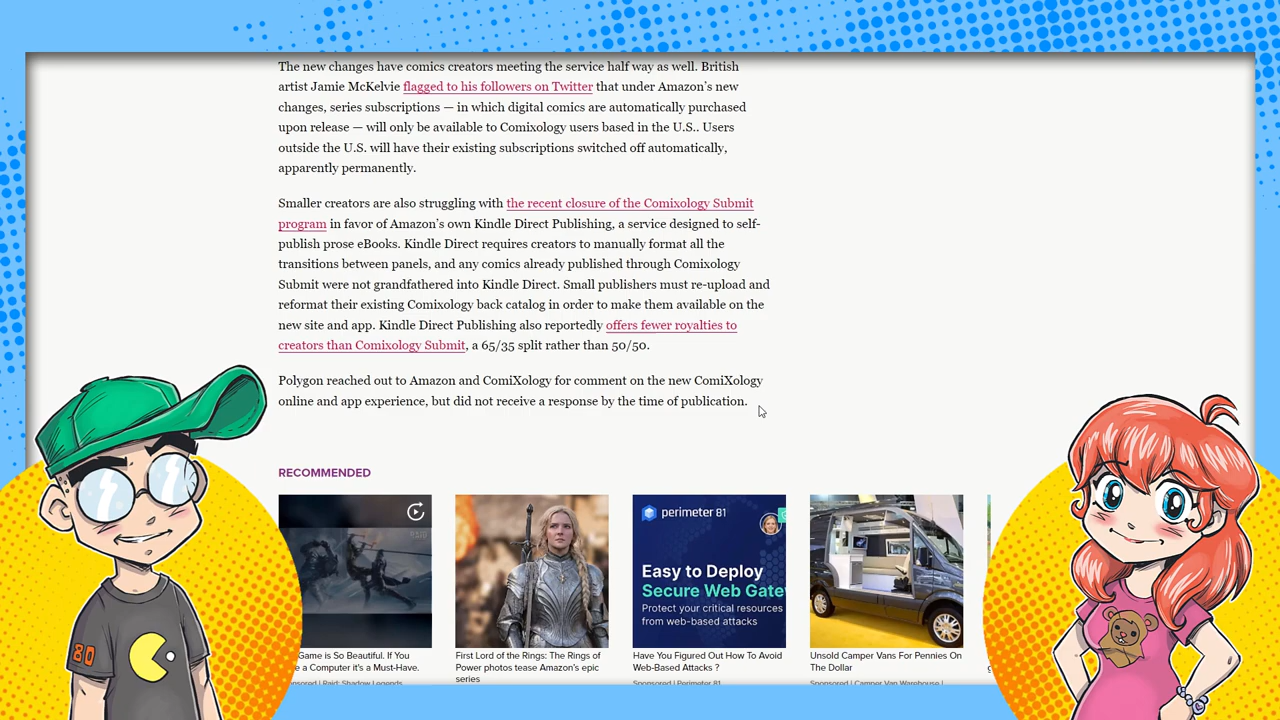 The new changes have comics creators meeting the service half way as well. British
artist Jamie McKelvie flagged to his followers on Twitter that under Amazon’s new
changes, series subscriptions — in which digital comics are automatically purchased
upon release — will only be available to Comixology users based in the U.S.. Users
outside the U.S. will have their existing subscriptions switched off automatically,
apparently permanently.
Smaller creators are also struggling with the recent closure of the Comixology Submit
program in favor of Amazon’s own Kindle Direct Publishing, a service designed to self-
publish prose eBooks. Kindle Direct requires creators to manually format all the
transitions between panels, and any comics already published through Comixology
Submit were not grandfathered into Kindle Direct. Small publishers must re-upload and
reformat their existing Comixology back catalog in order to make them available on the
new site and app. Kindle Direct Publishing also reportedly offers fewer royalties to
creators than Comixology Submit, a 65/35 split rather than 50/50.
Polygon reached out to Amazon and ComiXology for comment on the new ComiXology
online and app experience, but did not receive a response by the time of publication.
RECOMMENDED
perimeter 81
Easy to Deploy
Secure Web Gate
Protect your critical resources
from web-based attacks
Game is So Beautiful. If You
a Computer it's a Must-Have.
Raid: Shadow Legends
First Lord of the Rings: The Rings of
Power photos tease Amazon's epic
series
Have You Figured Out How To Avoid
Web-Based Attacks ?
Sponsored | Perimeter 81
Unsold Camper Vans For Pennies On
The Dollar
Sponsored | Camper Van Warehouse |
80